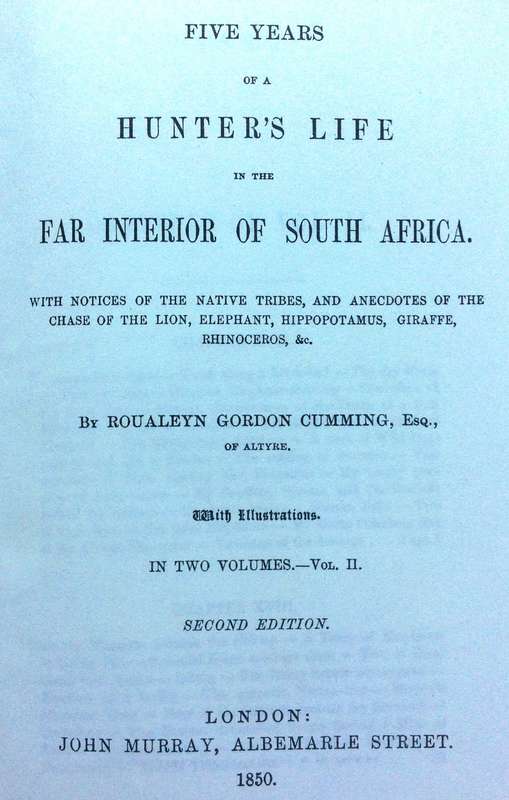 FIVE YEARS
OF A
HUNTER'S LIFE
IN THE
FAR INTERIOR OF SOUTH AFRICA.
WITH NOTICES OF THE NATIVE TRIBES, AND ANECDOTES OF THE
CHASE OF THE LION, ELEPHANT, HIPPOPOTAMUS, GIRAFFE,
RHINOCEROS, &c.
By ROUALEYN GORDON CUMMING, Esq.,
OF ALTYRE.
With Illustrations.
IN TWO VOLUMES.—Vol. II.
SECOND EDITION.
LONDON:
JOHN MURRAY, ALBEMARLE STREET.
1850.